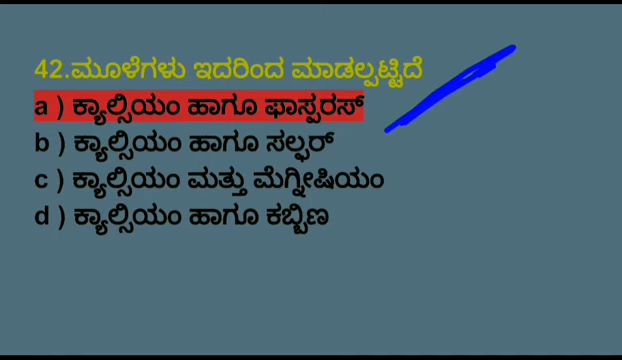 42.ಮೂಳೆಗಳು ಇದರಿಂದ ಮಾಡಲ್ಪಟ್ಟಿದೆ
a ) ಕ್ಯಾಲ್ಸಿಯಂ ಹಾಗೂ ಫಾಸ್ಪರಸ್
b ) ಕ್ಯಾಲ್ಸಿಯಂ ಹಾಗೂ ಸಲ್ಫರ್
c ) ಕ್ಯಾಲ್ಸಿಯಂ ಮತ್ತು ಮೆಗ್ನೀಷಿಯಂ
d ) ಕ್ಯಾಲ್ಸಿಯಂ ಹಾಗೂ ಕಬ್ಬಿಣ